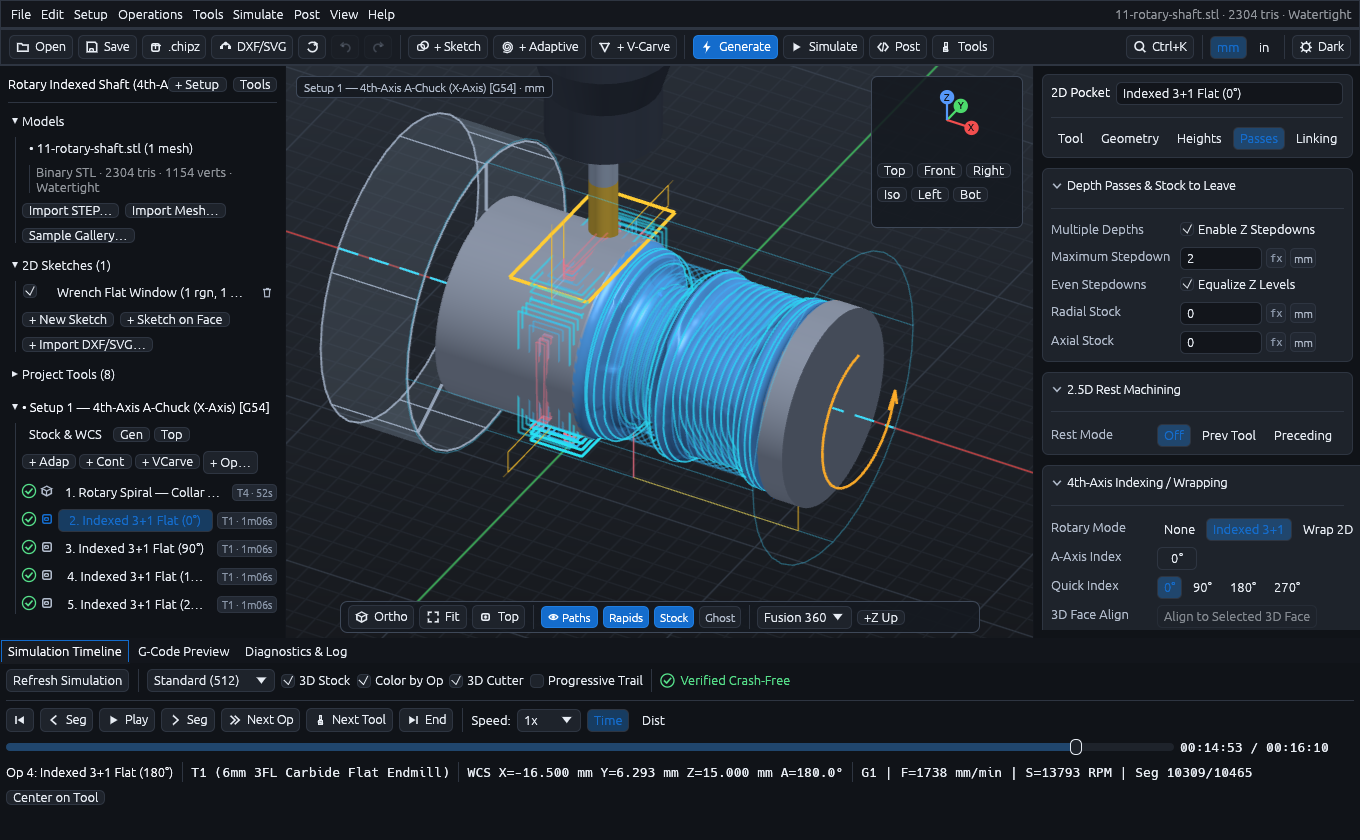 File Edit Setup Operations Tools Simulate Post View Help
11-rotary-shaft.stl · 2304 tris · Watertight
Open Save .chipz DXF/SVG + Sketch + Adaptive + V-Carve Generate Simulate Post Tools Ctrl+K mm in Dark
Rotary Indexed Shaft (4th-A + Setup Tools
Models
• 11-rotary-shaft.stl (1 mesh)
Binary STL · 2304 tris · 1154 verts ·
Watertight
Import STEP... Import Mesh...
Sample Gallery...
2D Sketches (1)
Wrench Flat Window (1 rgn, 1 ...
+ New Sketch + Sketch on Face
+ Import DXF/SVG...
Project Tools (8)
• Setup 1 — 4th-Axis A-Chuck (X-Axis) [G54]
Stock & WCS Gen Top
+ Adap + Cont + VCarve + Op...
1. Rotary Spiral — Collar ... T4 · 52s
2. Indexed 3+1 Flat (0°) T1 · 1m06s
3. Indexed 3+1 Flat (90°) T1 · 1m06s
4. Indexed 3+1 Flat (1... T1 · 1m06s
5. Indexed 3+1 Flat (2... T1 · 1m06s
Setup 1 — 4th-Axis A-Chuck (X-Axis) [G54] · mm
Z
Y
X
Top Front Right
Iso Left Bot
Ortho Fit Top Paths Rapids Stock Ghost Fusion 360 +Z Up
2D Pocket Indexed 3+1 Flat (0°)
Tool Geometry Heights Passes Linking
Depth Passes & Stock to Leave
Multiple Depths Enable Z Stepdowns
Maximum Stepdown 2 fx mm
Even Stepdowns Equalize Z Levels
Radial Stock 0 fx mm
Axial Stock 0 fx mm
2.5D Rest Machining
Rest Mode Off Prev Tool Preceding
4th-Axis Indexing / Wrapping
Rotary Mode None Indexed 3+1 Wrap 2D
A-Axis Index 0°
Quick Index 0° 90° 180° 270°
3D Face Align Align to Selected 3D Face
Simulation Timeline G-Code Preview Diagnostics & Log
Refresh Simulation Standard (512) 3D Stock Color by Op 3D Cutter Progressive Trail Verified Crash-Free
Seg Play Seg Next Op Next Tool End Speed: 1x Time Dist
00:14:53 / 00:16:10
Op 4: Indexed 3+1 Flat (180°) T1 (6mm 3FL Carbide Flat Endmill) WCS X=-16.500 mm Y=6.293 mm Z=15.000 mm A=180.0° G1 | F=1738 mm/min | S=13793 RPM | Seg 10309/10465
Center on Tool